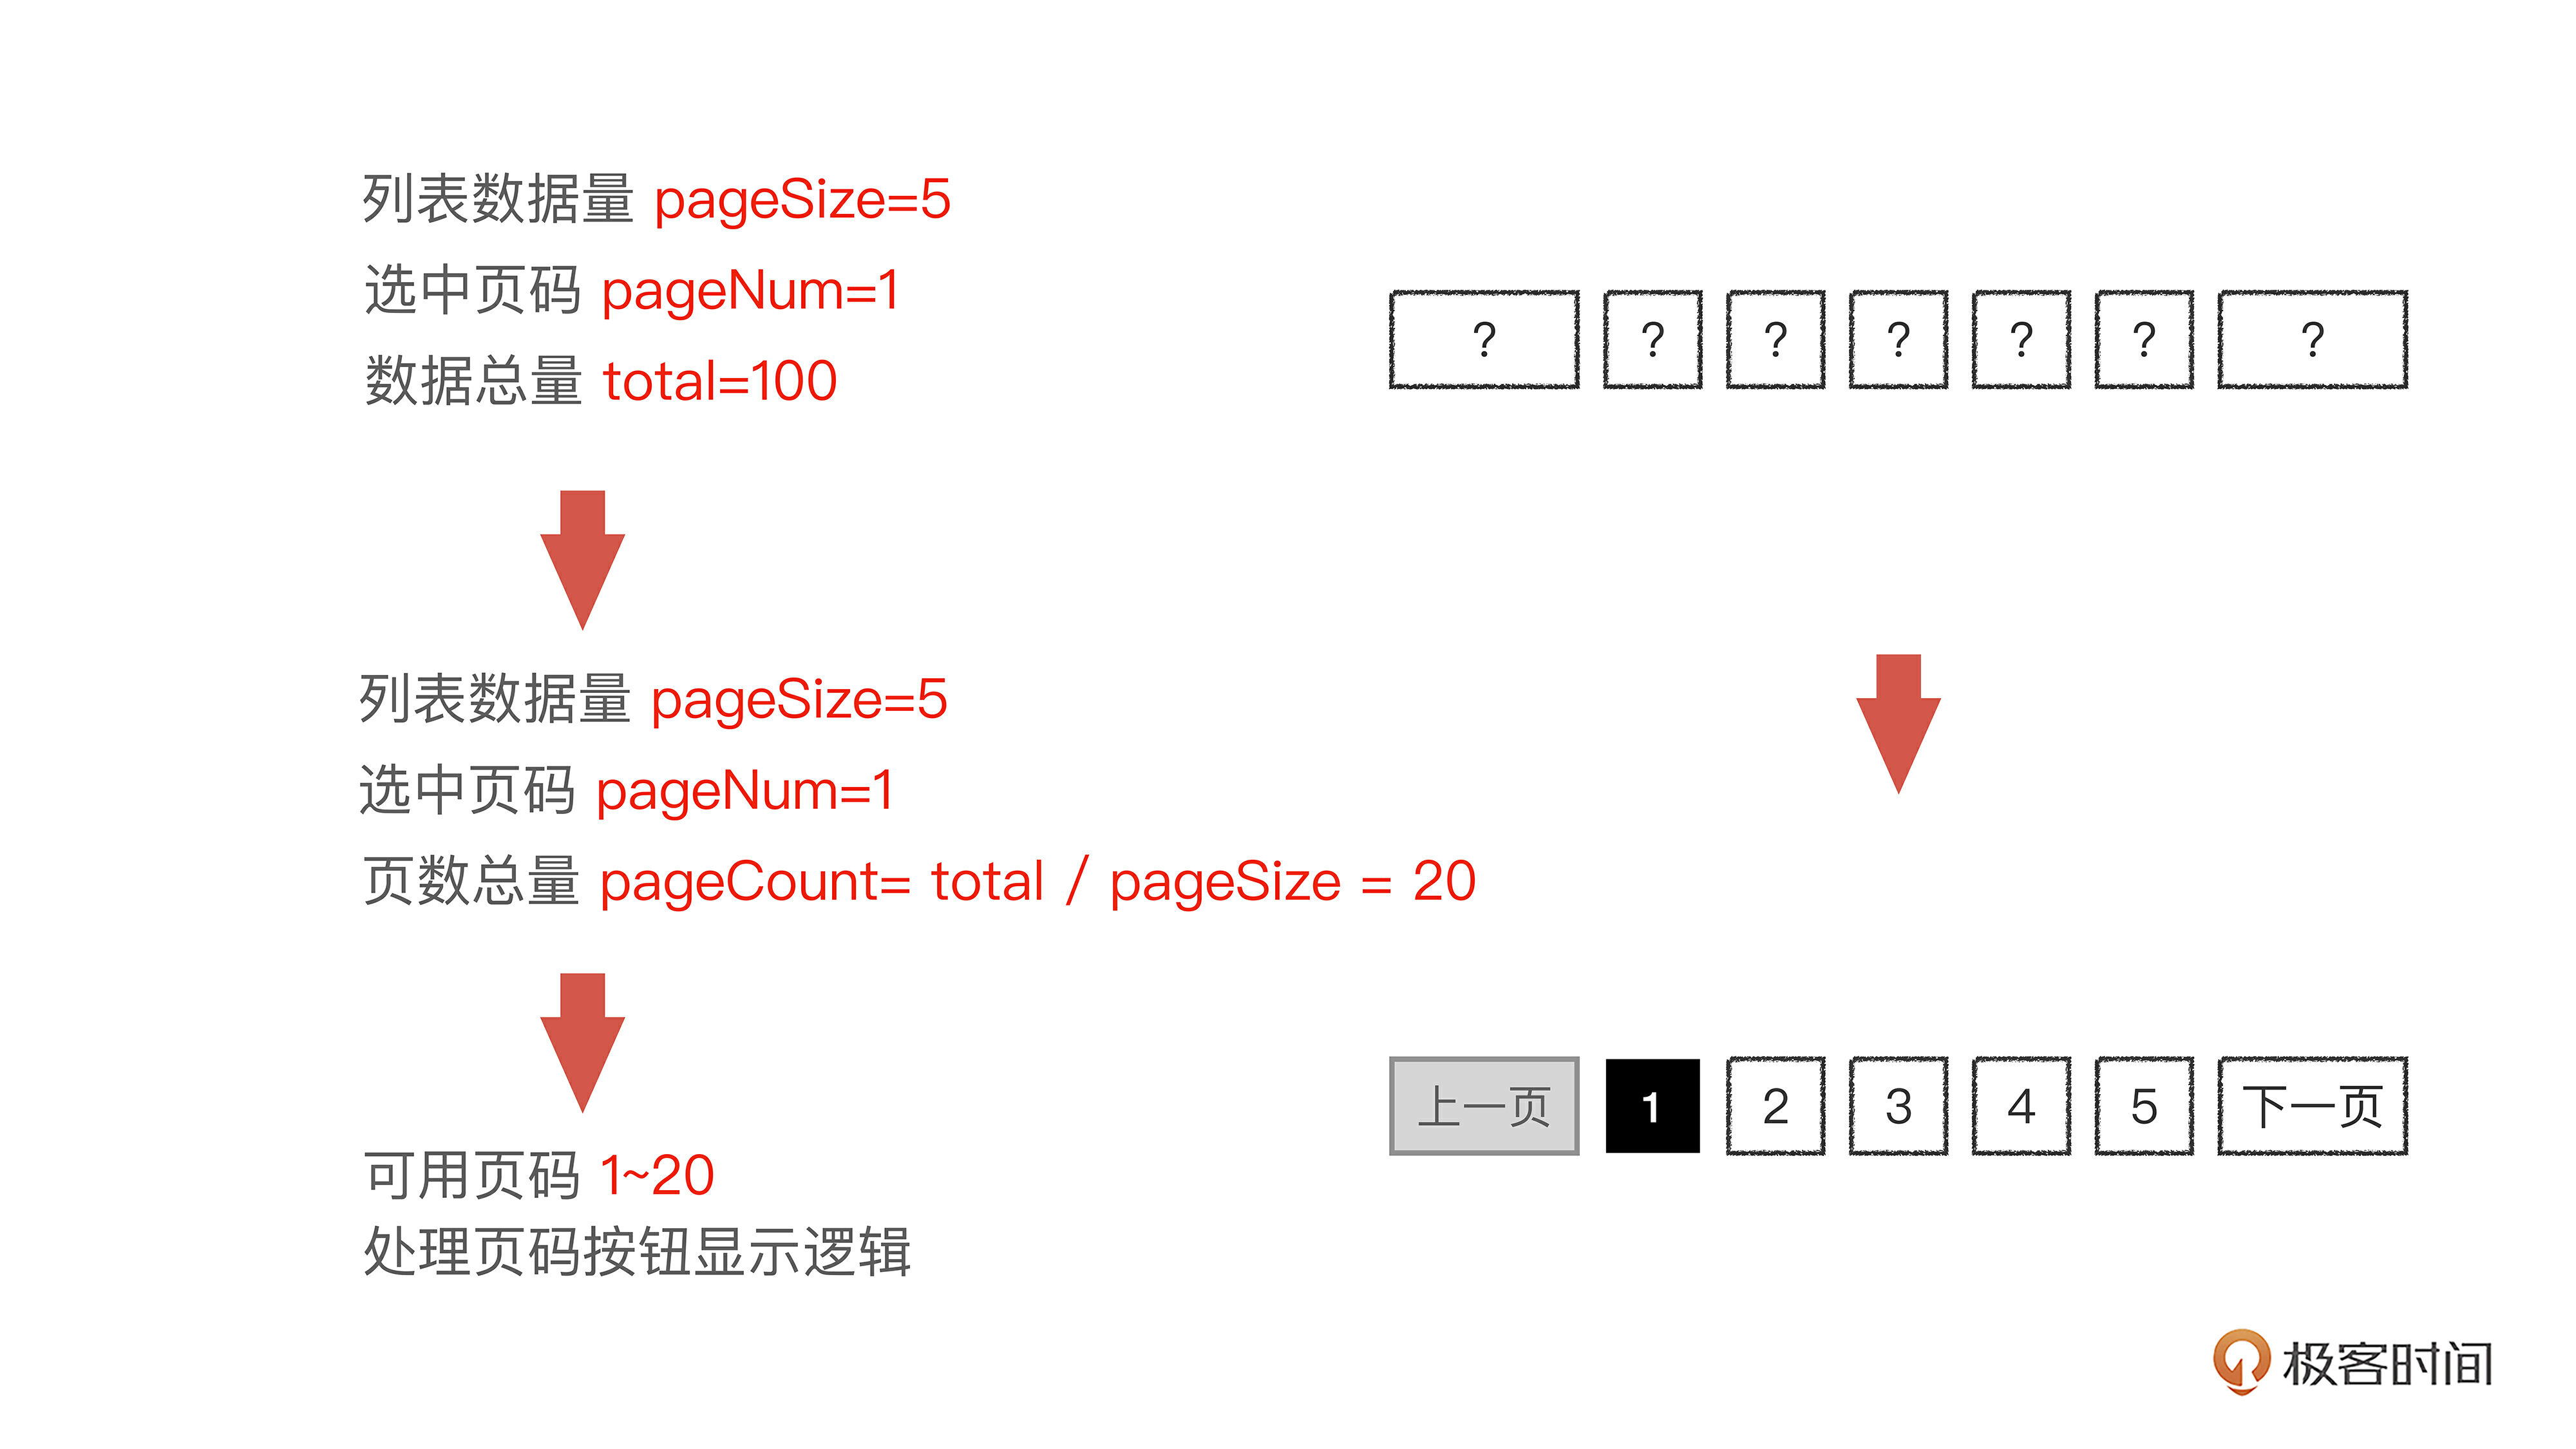 列表数据量 pageSize=5
选中页码 pageNum=1
数据总量 total=100
? ? ? ? ? ? ?
列表数据量 pageSize=5
选中页码 pageNum=1
页数总量 pageCount= total / pageSize = 20
可用页码 1~20
处理页码按钮显示逻辑
上一页 1 2 3 4 5 下一页
极客时间